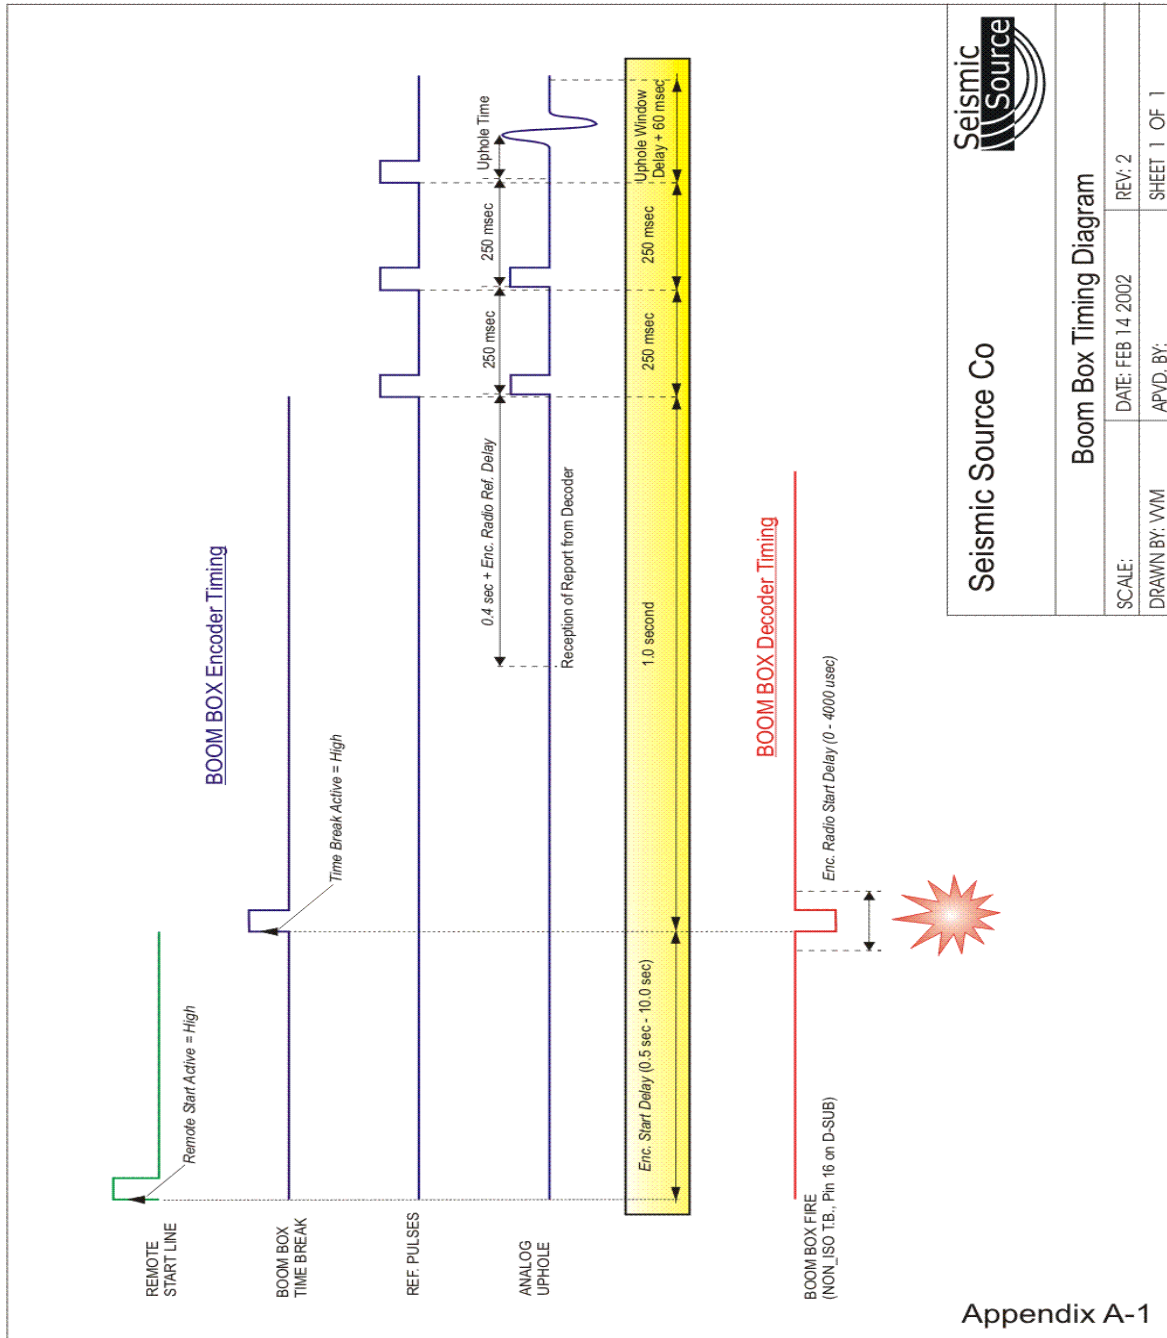 BOOM BOX Encoder Timing
REMOTE
START LINE
Remote Start Active = High
BOOM BOX
TIME BREAK
Time Break Active = High
REF. PULSES
ANALOG
UPHOLE
0.4 sec + Enc. Radio Ref. Delay
250 msec
250 msec
Uphole Time
Reception of Report from Decoder
Enc. Start Delay (0.5 sec - 10.0 sec)
1.0 second
250 msec
250 msec
Uphole Window
Delay + 60 msec
BOOM BOX Decoder Timing
BOOM BOX FIRE
(NON_ISO T.B., Pin 16 on D-SUB)
Enc. Radio Start Delay (0 - 4000 usec)
Seismic Source Co
Seismic
Source
Boom Box Timing Diagram
SCALE:
DATE: FEB 14 2002
REV: 2
DRAWN BY: VVM
APVD. BY:
SHEET 1 OF 1
Appendix A-1